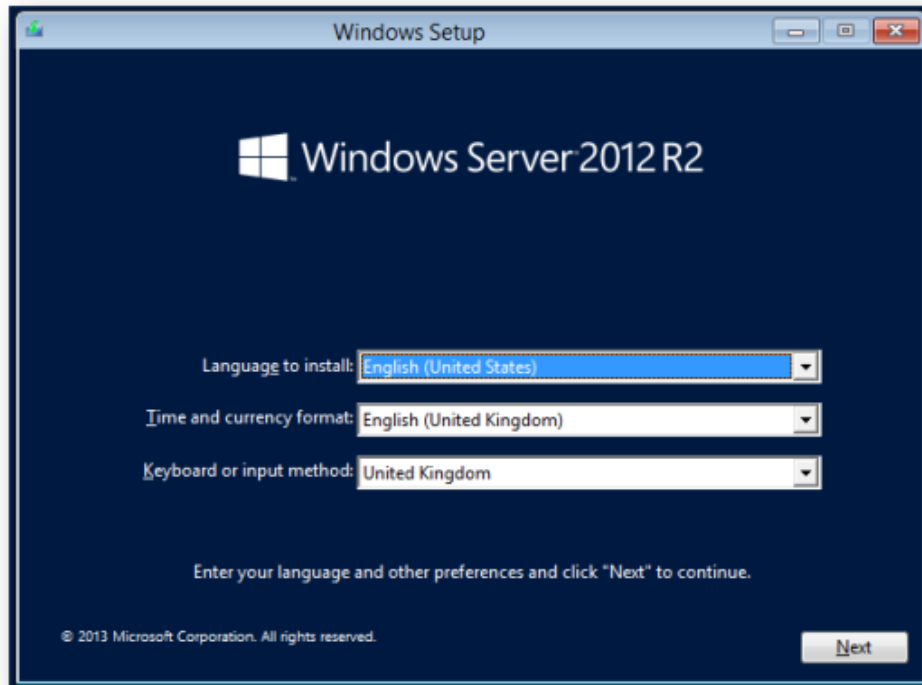 Windows Setup
Windows Server 2012 R2
Language to install: English (United States)
Time and currency format: English (United Kingdom)
Keyboard or input method: United Kingdom
Enter your language and other preferences and click "Next" to continue.
© 2013 Microsoft Corporation. All rights reserved.
Next